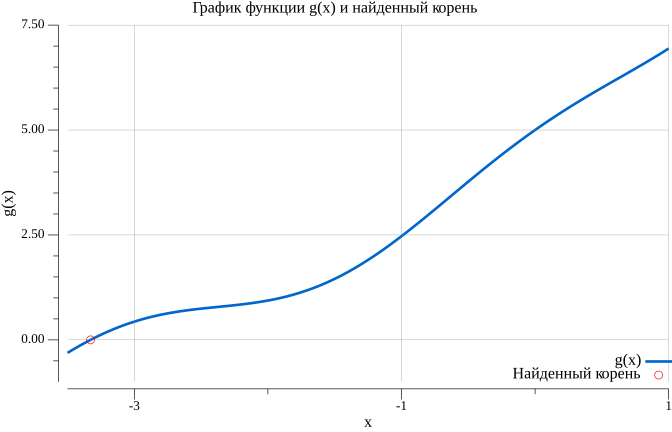 График функции g(x) и найденный корень
7.50
5.00
2.50
0.00
g(x)
g(x)
Найденный корень
-3
-1
1
x